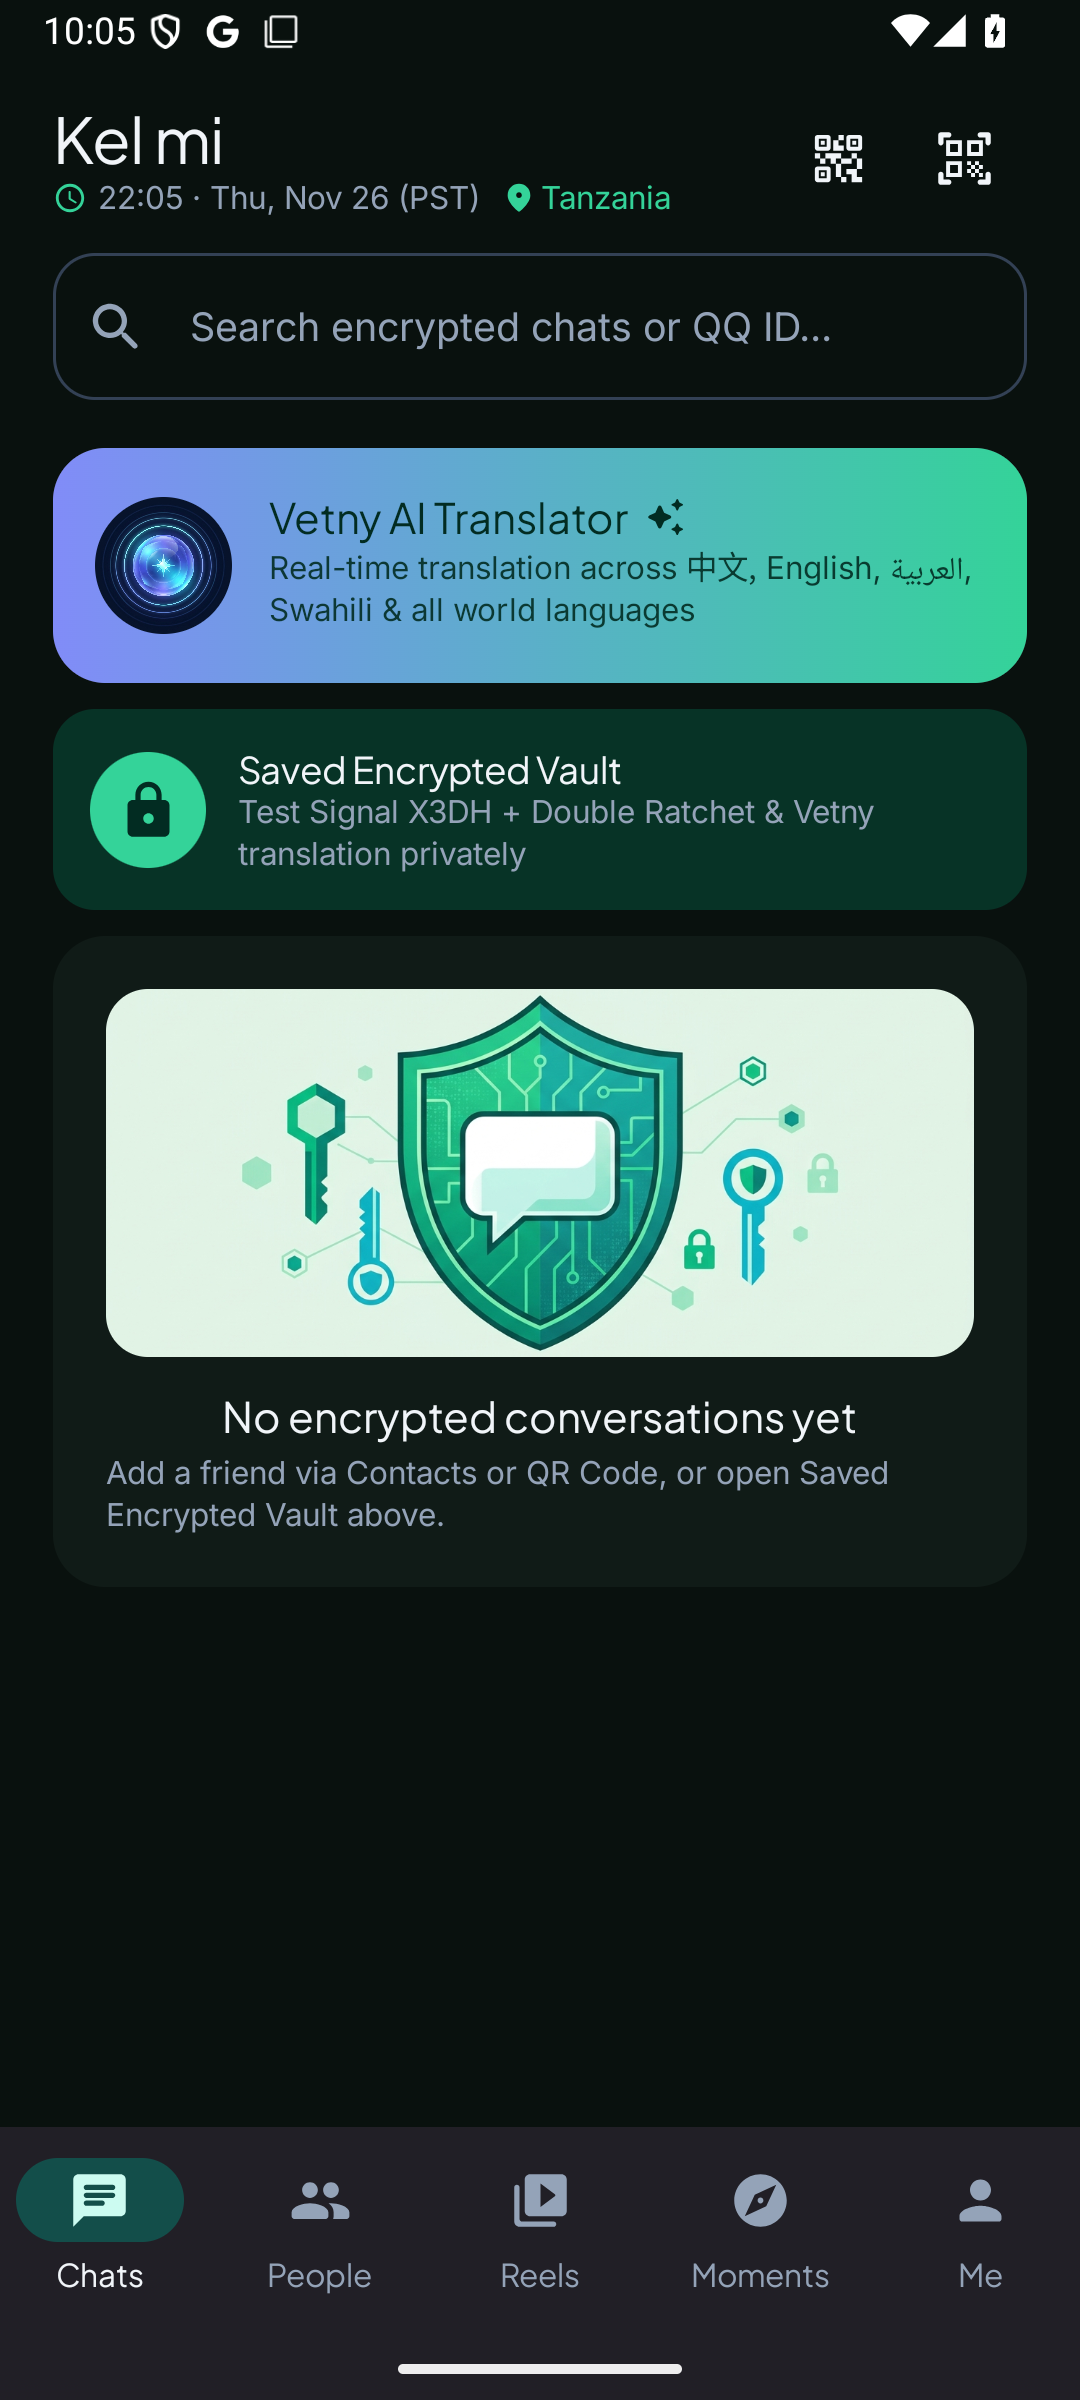 10:05
Kel mi
22:05 · Thu, Nov 26 (PST) Tanzania
Search encrypted chats or QQ ID...
Vetny AI Translator
Real-time translation across 中文, English, العربية,
Swahili & all world languages
Saved Encrypted Vault
Test Signal X3DH + Double Ratchet & Vetny
translation privately
No encrypted conversations yet
Add a friend via Contacts or QR Code, or open Saved
Encrypted Vault above.
Chats People Reels Moments Me